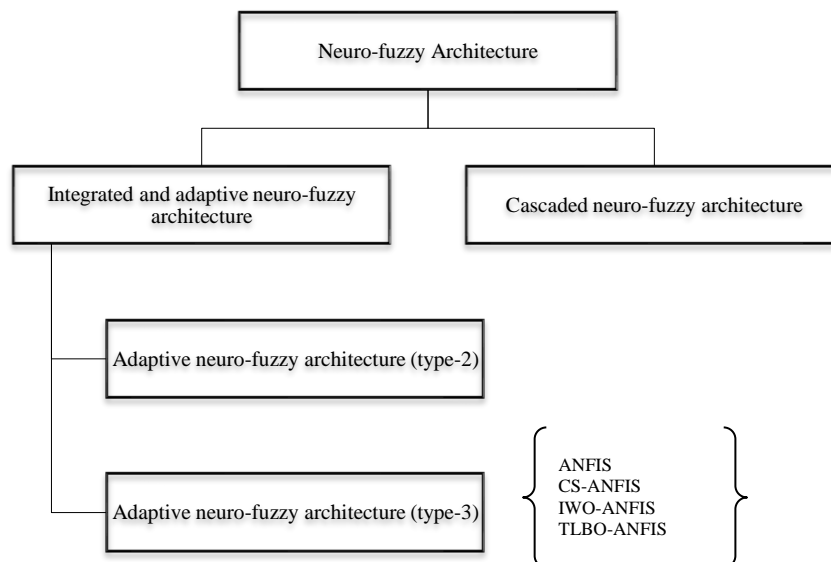 Neuro-fuzzy Architecture
Integrated and adaptive neuro-fuzzy
architecture
Cascaded neuro-fuzzy architecture
Adaptive neuro-fuzzy architecture (type-2)
Adaptive neuro-fuzzy architecture (type-3)
ANFIS
CS-ANFIS
IWO-ANFIS
TLBO-ANFIS